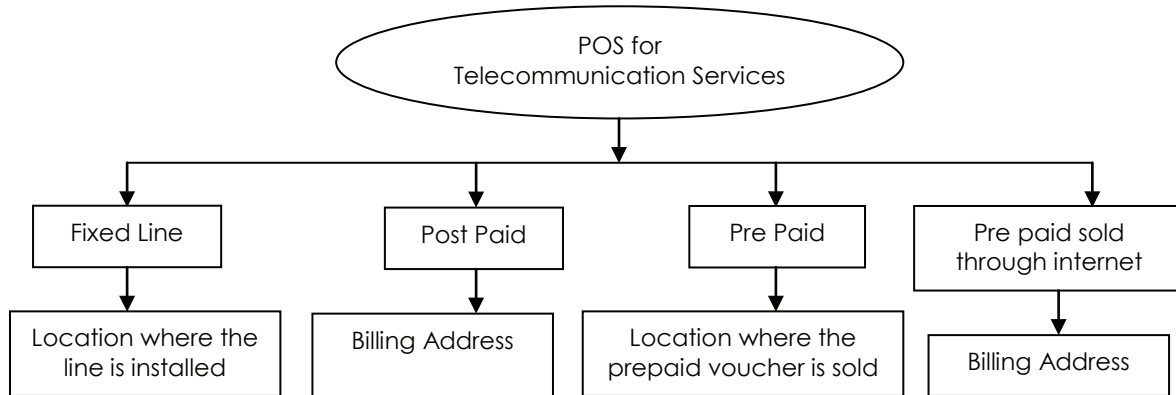 POS for
Telecommunication Services
Fixed Line
Post Paid
Pre Paid
Pre paid sold
through internet
Location where the
line is installed
Billing Address
Location where the
prepaid voucher is sold
Billing Address